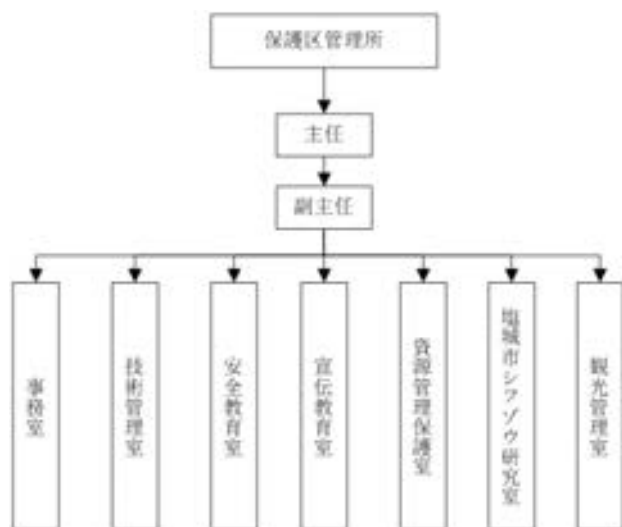 保護区管理所
主任
副主任
事務室
技術管理室
安全教育室
宣伝教育室
資源管理保護室
塩城市シフゾウ研究室
観光管理室